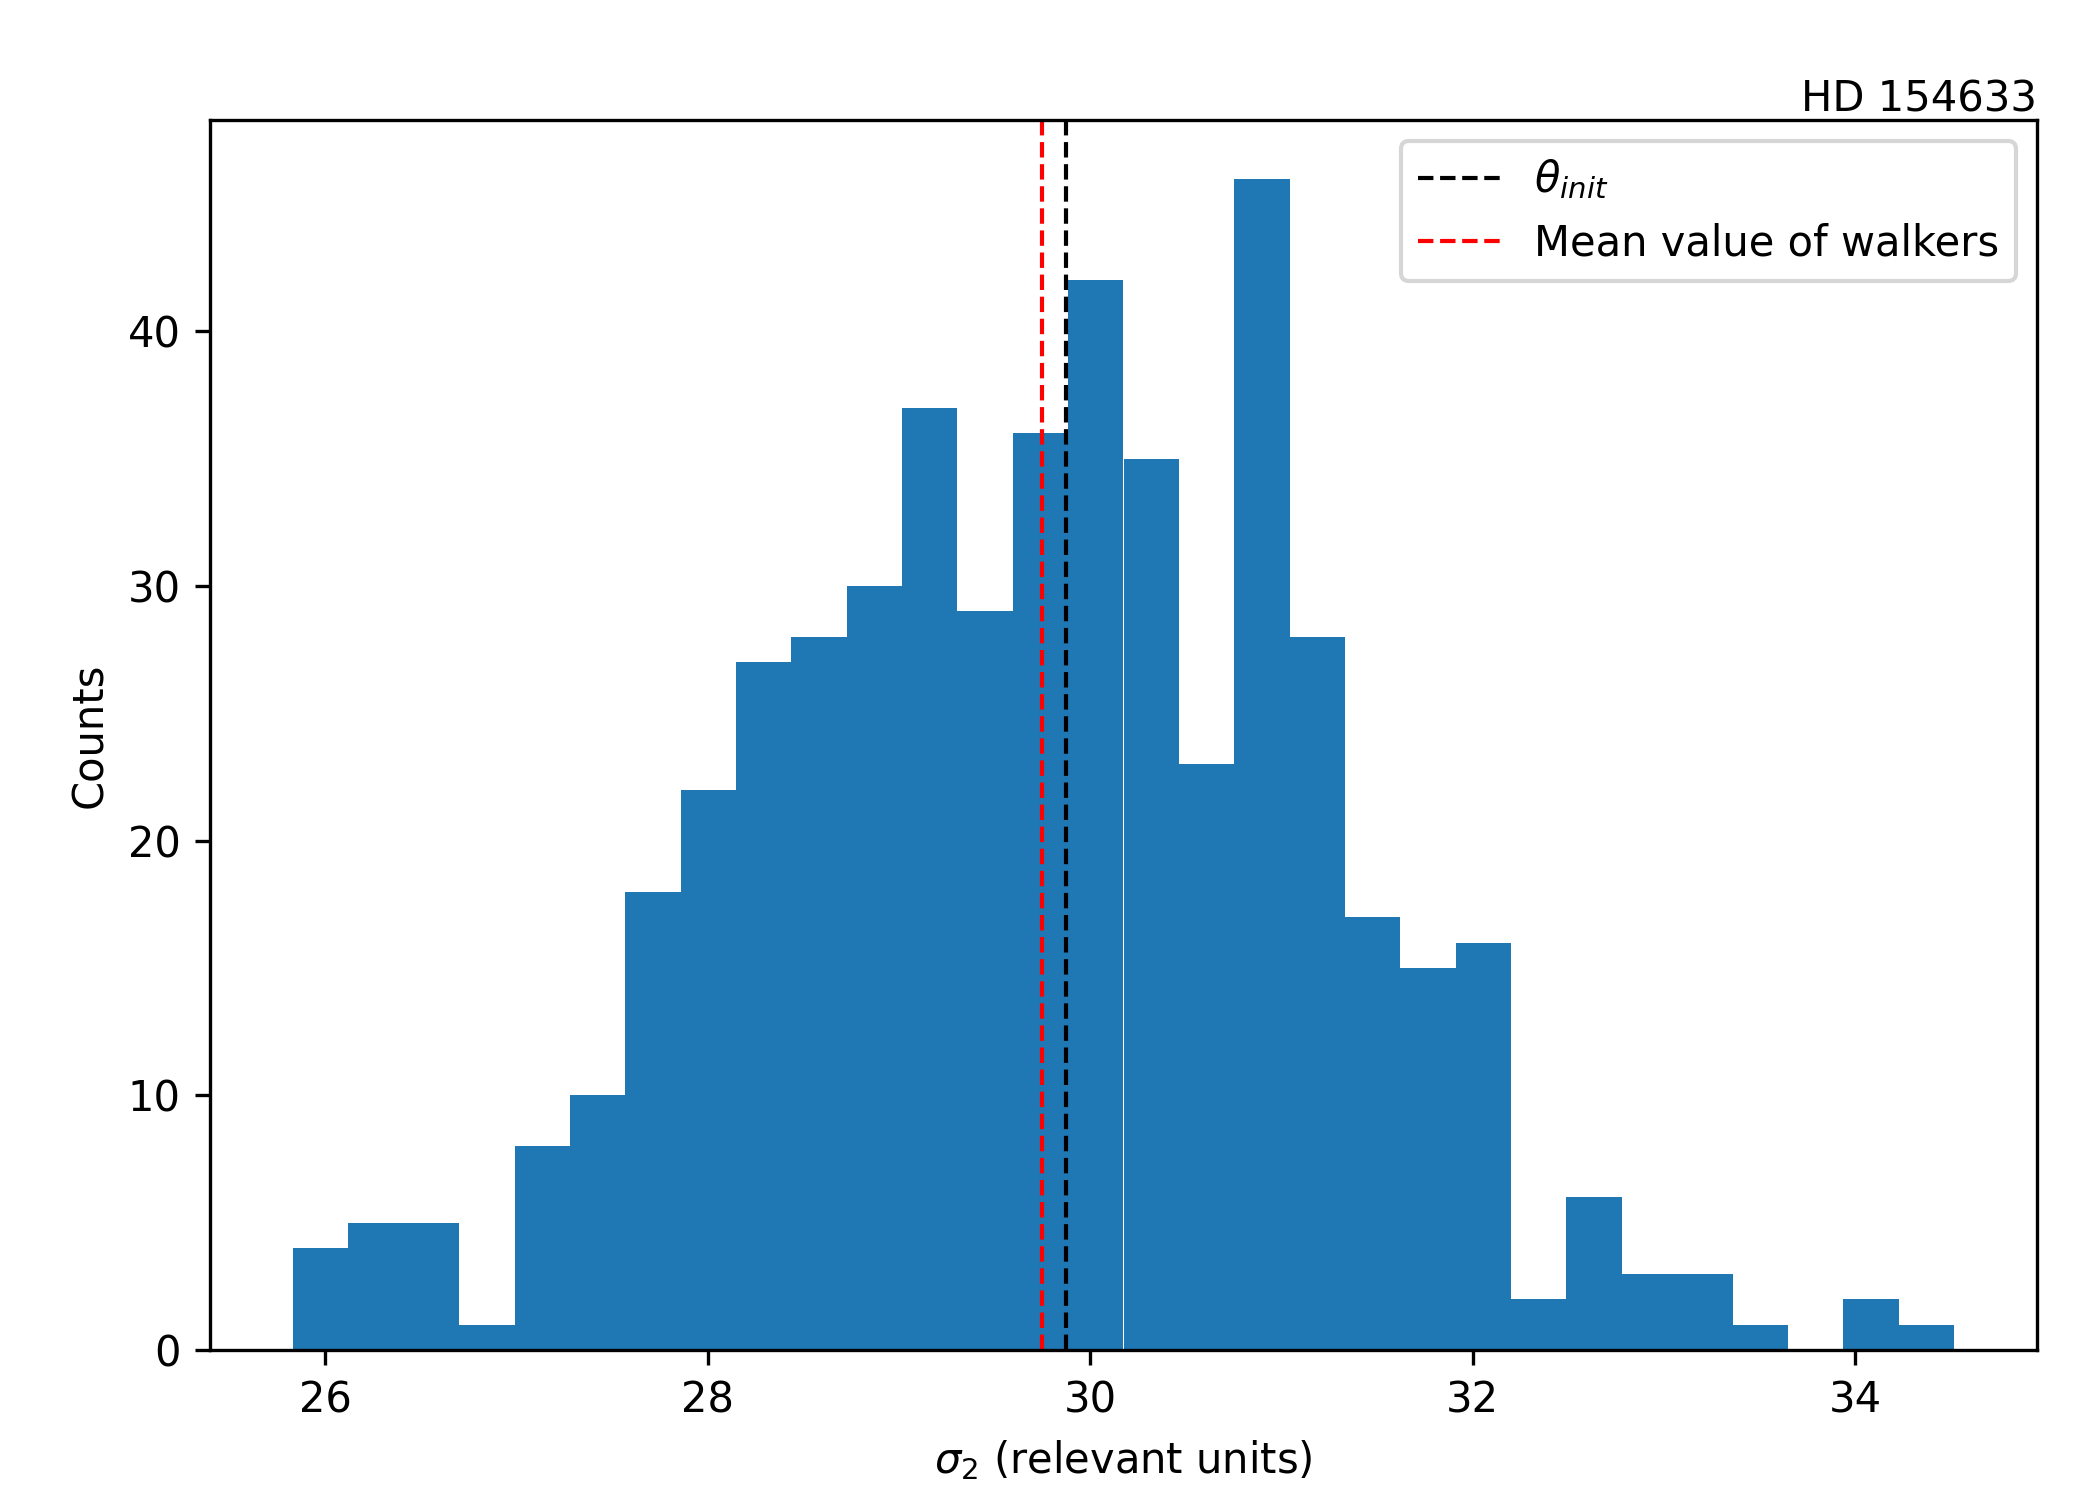 HD 154633
θinit
Mean value of walkers
40
30
20
10
0
Counts
26 28 30 32 34
σ2 (relevant units)